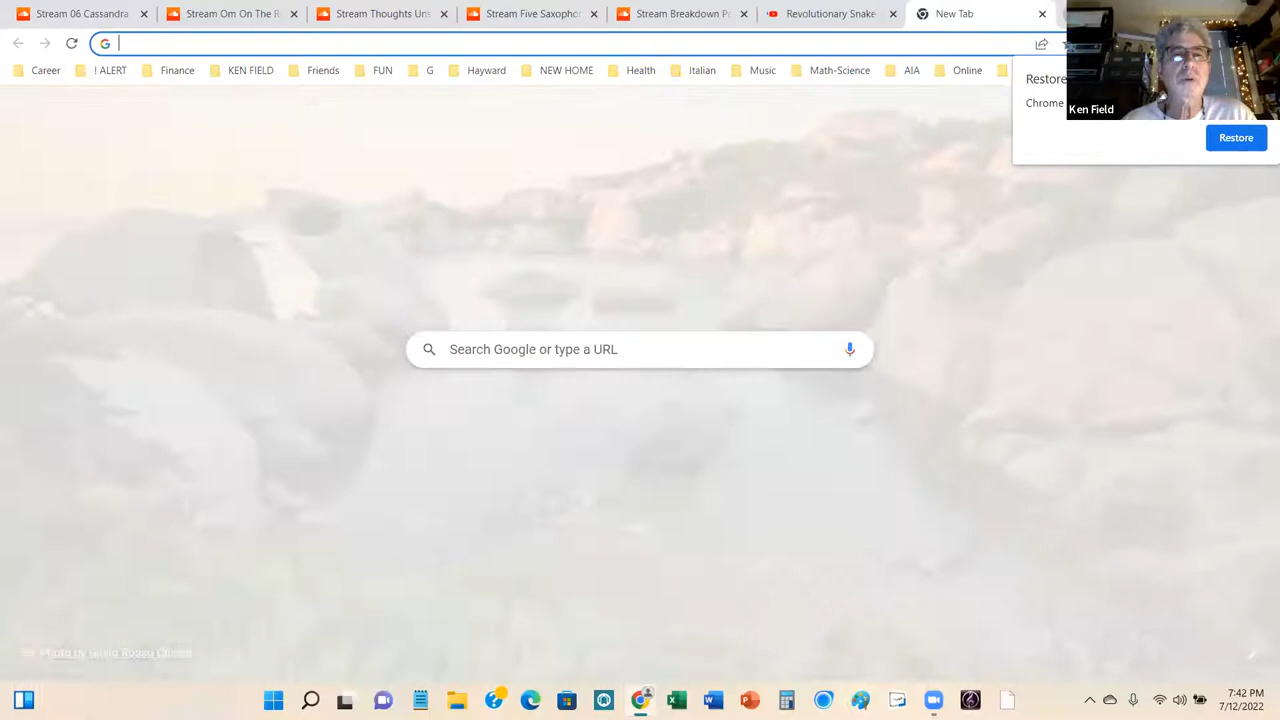 Stream 06 Cassandra
Stream Om On The R
Stream Thoughts Uns
Stream Five Saxophor
Stream Breakdown
Revolutionary Snake
New Tab
Career
! ALERT
Finance
KEN FIELD
Friends
FUN
G
Hayward
NEW HOME
Health
Italian
Music
Math-Science
AIA
Online
Restore
Chrome
Ken Field
Restore
Search Google or type a URL
Photo by
7:42 PM
7/12/2022